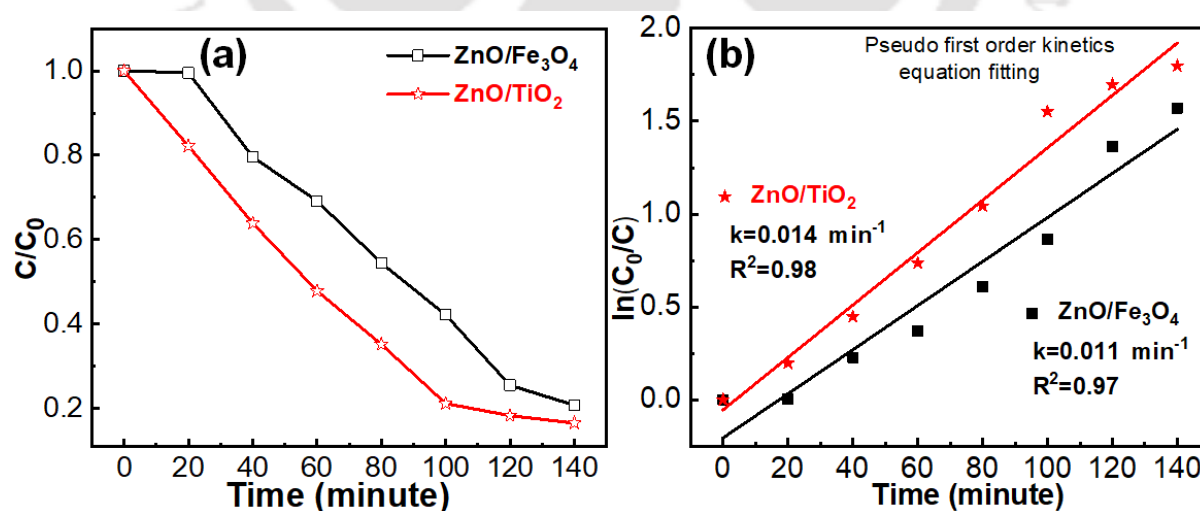 (a)
ZnO/Fe₃O₄
ZnO/TiO₂
1.0
0.8
0.6
0.4
0.2
C/C₀
0 20 40 60 80 100 120 140
Time (minute)
(b)
Pseudo first order kinetics
equation fitting
2.0
1.5
1.0
0.5
0.0
ln(C₀/C)
ZnO/TiO₂
k=0.014 min⁻¹
R²=0.98
ZnO/Fe₃O₄
k=0.011 min⁻¹
R²=0.97
0 20 40 60 80 100 120 140
Time (minute)